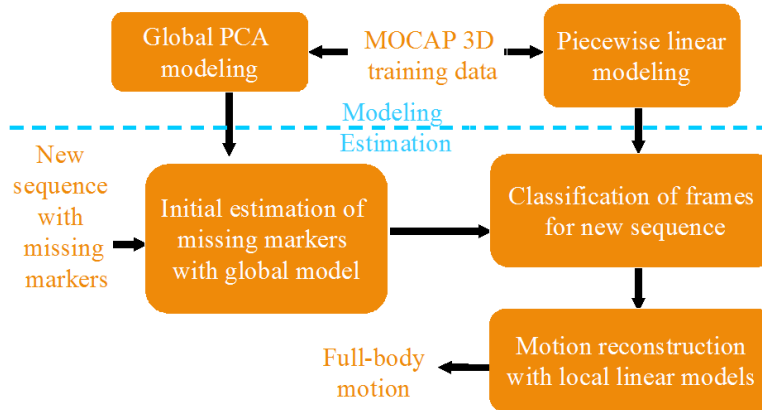 Global PCA
modeling
MOCAP 3D
training data
Piecewise linear
modeling
Modeling
Estimation
New
sequence
with
missing
markers
Initial estimation of
missing markers
with global model
Classification of frames
for new sequence
Motion reconstruction
with local linear models
Full-body
motion